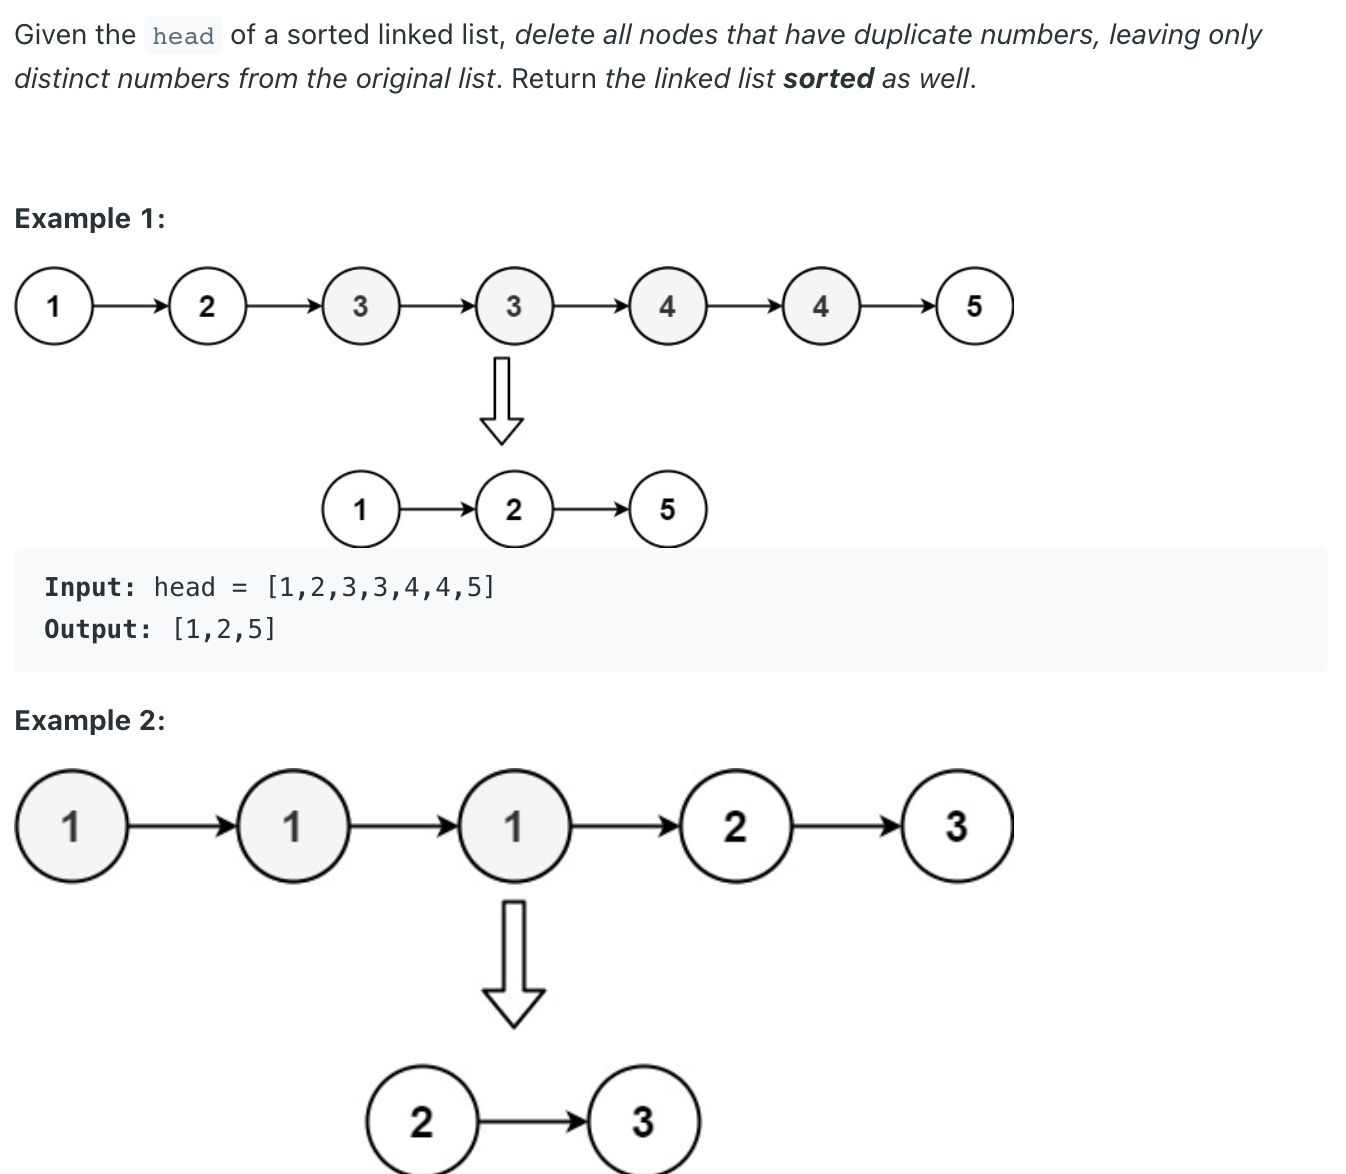 Given the head of a sorted linked list, delete all nodes that have duplicate numbers, leaving only
distinct numbers from the original list. Return the linked list sorted as well.
Example 1:
1 2 3 3 4 4 5
1 2 5
Input: head = [1,2,3,3,4,4,5]
Output: [1,2,5]
Example 2:
1 1 1 2 3
2 3